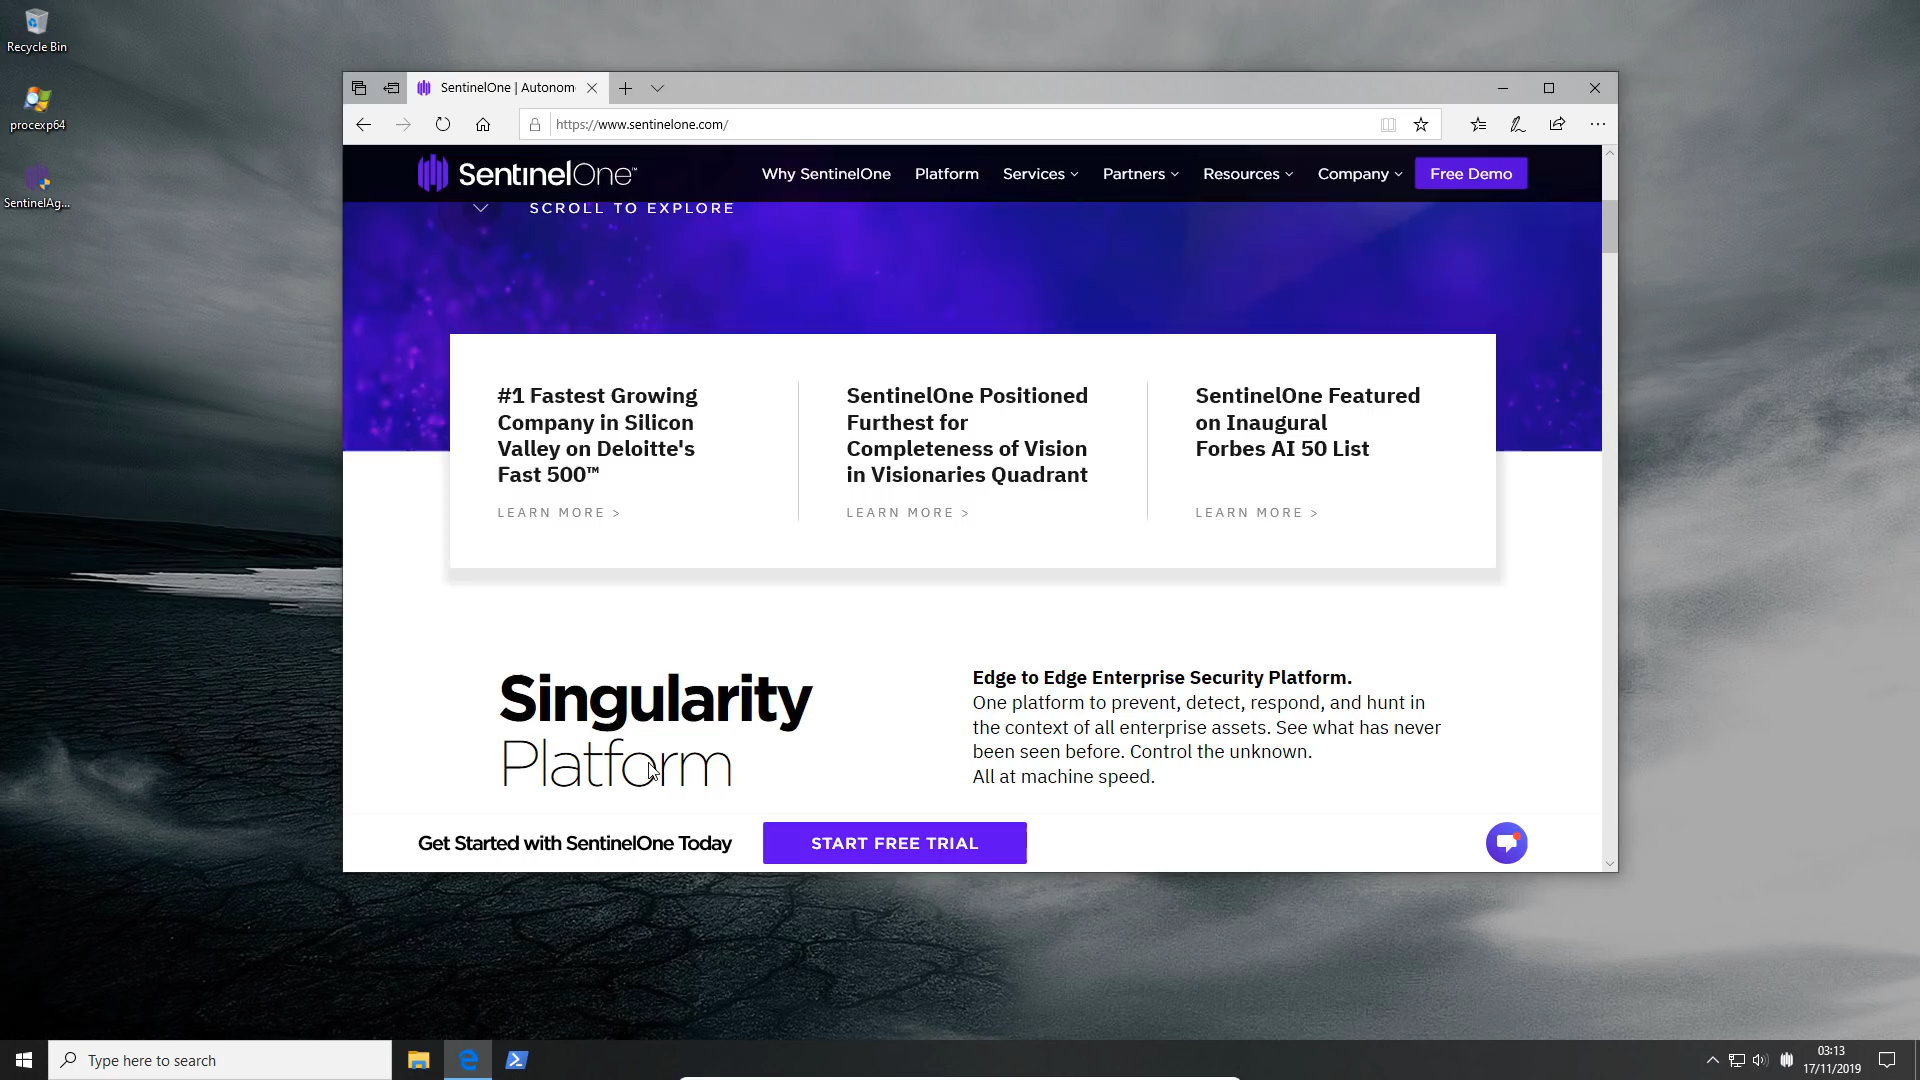 Recycle Bin
procexp64
SentinelAg...
SentinelOne | Autonom
https://www.sentinelone.com/
SentinelOne™
Why SentinelOne
Platform
Services
Partners
Resources
Company
Free Demo
SCROLL TO EXPLORE
#1 Fastest Growing
Company in Silicon
Valley on Deloitte's
Fast 500™
LEARN MORE >
SentinelOne Positioned
Furthest for
Completeness of Vision
in Visionaries Quadrant
LEARN MORE >
SentinelOne Featured
on Inaugural
Forbes AI 50 List
LEARN MORE >
Singularity
Platform
Edge to Edge Enterprise Security Platform.
One platform to prevent, detect, respond, and hunt in
the context of all enterprise assets. See what has never
been seen before. Control the unknown.
All at machine speed.
Get Started with SentinelOne Today
START FREE TRIAL
Type here to search
03:13
17/11/2019